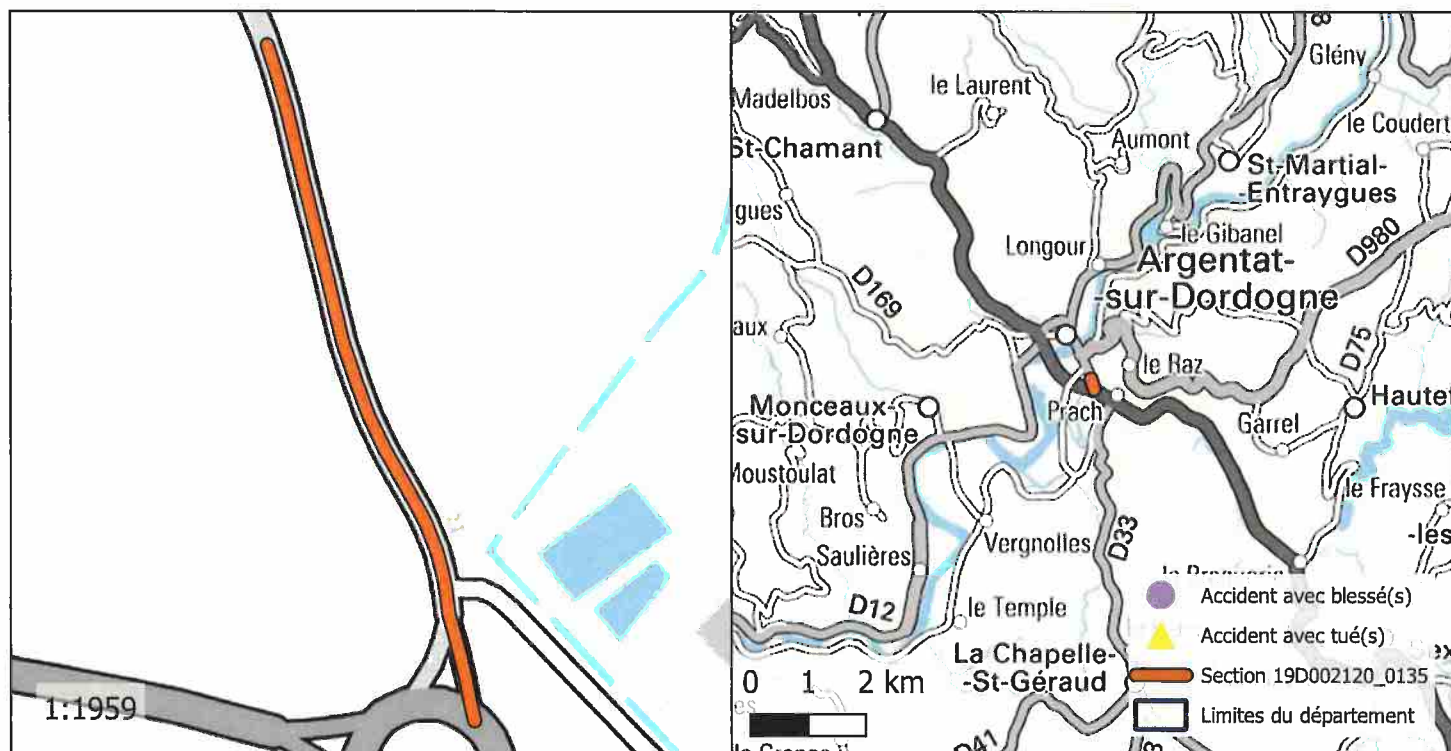 1:1959
Glény
Madelbos
le Laurent
le Coudert
St-Chamant
Aumont
St-Martial-
-Entraygues
gues
Longour
le Gibanel
D980
Argentat-
-sur-Dordogne
D169
aux
le Raz
D75
Monceaux-
-sur-Dordogne
Prach
Hautef
Garrel
Moustoulat
le Fraysse
Bros
Vergnolles
-les
Saulières
D33
D12
le Temple
La Chapelle-
-St-Géraud
D41
0 1 2 km
Accident avec blessé(s)
Accident avec tué(s)
Section 19D002120_0135
Limites du département